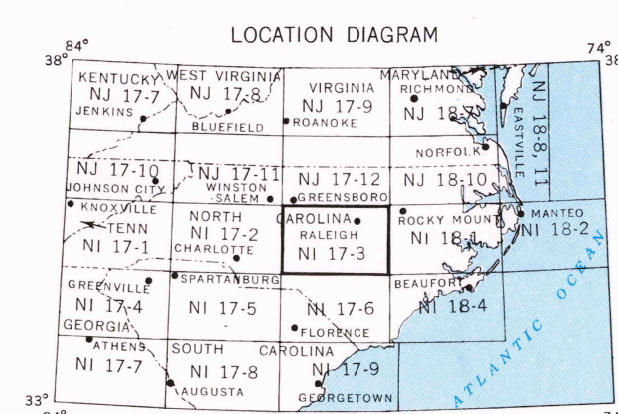 LOCATION DIAGRAM
84°
74°
38°
38
KENTUCKY
NJ 17-7
JENKINS
WEST VIRGINIA
NJ 17-8
BLUEFIELD
VIRGINIA
NJ 17-9
ROANOKE
MARYLAND
RICHMOND
NJ 18-7
EASTVILLE
NJ 18-8, 11
NORFOLK
NJ 17-10
JOHNSON CITY
NJ 17-11
WINSTON
-SALEM
NJ 17-12
GREENSBORO
NJ 18-10
KNOXVILLE
TENN
NI 17-1
NORTH
NI 17-2
CHARLOTTE
CAROLINA
RALEIGH
NI 17-3
ROCKY MOUNT
NI 18-1
MANTEO
NI 18-2
GREENVILLE
NI 17-4
SPARTANBURG
NI 17-5
NI 17-6
FLORENCE
BEAUFORT
NI 18-4
GEORGIA
ATHENS
NI 17-7
SOUTH
NI 17-8
AUGUSTA
CAROLINA
NI 17-9
GEORGETOWN
ATLANTIC OCEAN
33°